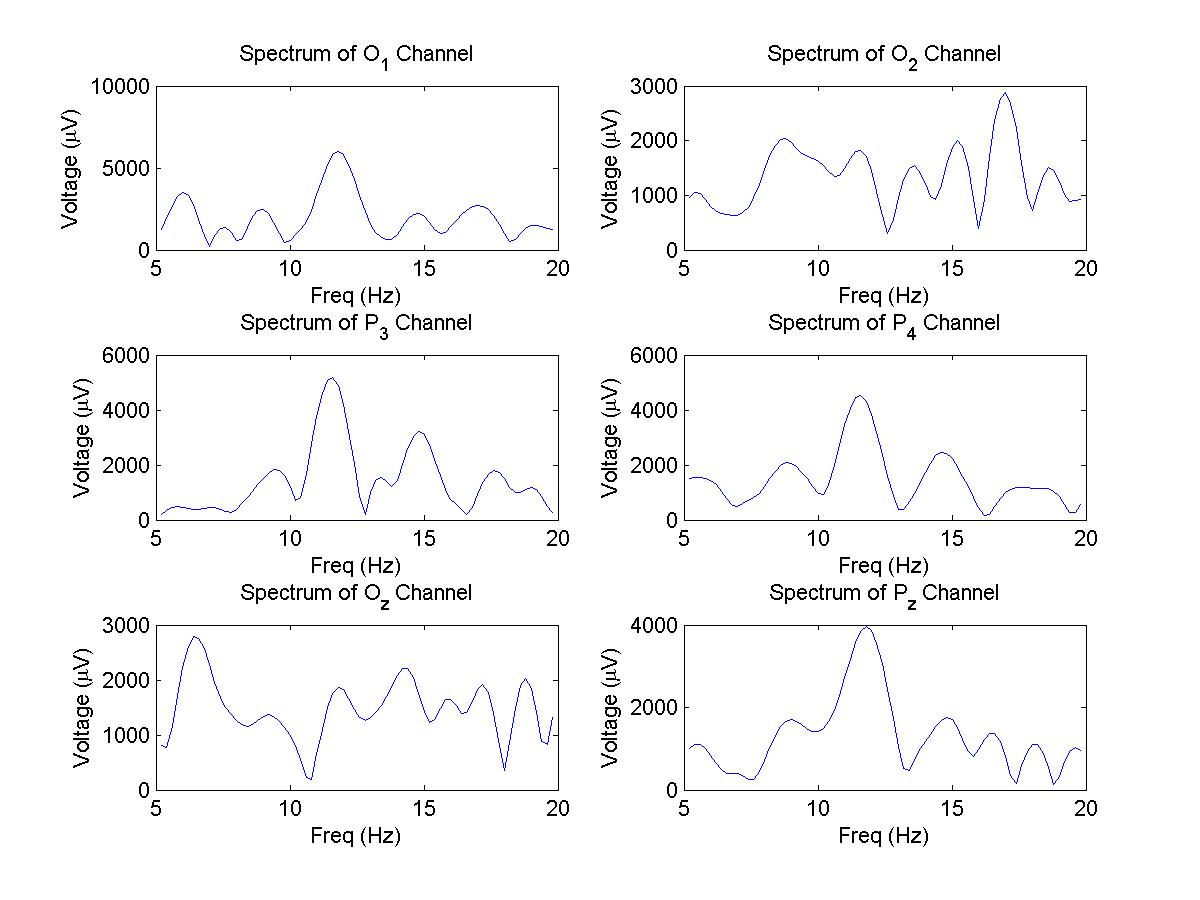 Spectrum of O1 Channel
10000
5000
0
Voltage (μV)
5 10 15 20
Freq (Hz)
Spectrum of O2 Channel
3000
2000
1000
0
Voltage (μV)
5 10 15 20
Freq (Hz)
Spectrum of P3 Channel
6000
4000
2000
0
Voltage (μV)
5 10 15 20
Freq (Hz)
Spectrum of P4 Channel
6000
4000
2000
0
Voltage (μV)
5 10 15 20
Freq (Hz)
Spectrum of Oz Channel
3000
2000
1000
0
Voltage (μV)
5 10 15 20
Freq (Hz)
Spectrum of Pz Channel
4000
2000
0
Voltage (μV)
5 10 15 20
Freq (Hz)